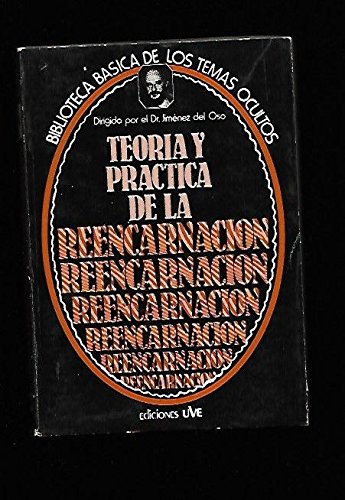 BIBLIOTECA BASICA DE LOS TEMAS OCULTOS
Dirigido por el Dr. Jiménez del Oso
TEORIA Y
PRACTICA
DE LA
REENCARNACION
REENCARNACION
REENCARNACION
REENCARNACION
REENCARNACION
REENCARNACION
EDICIONES UVE